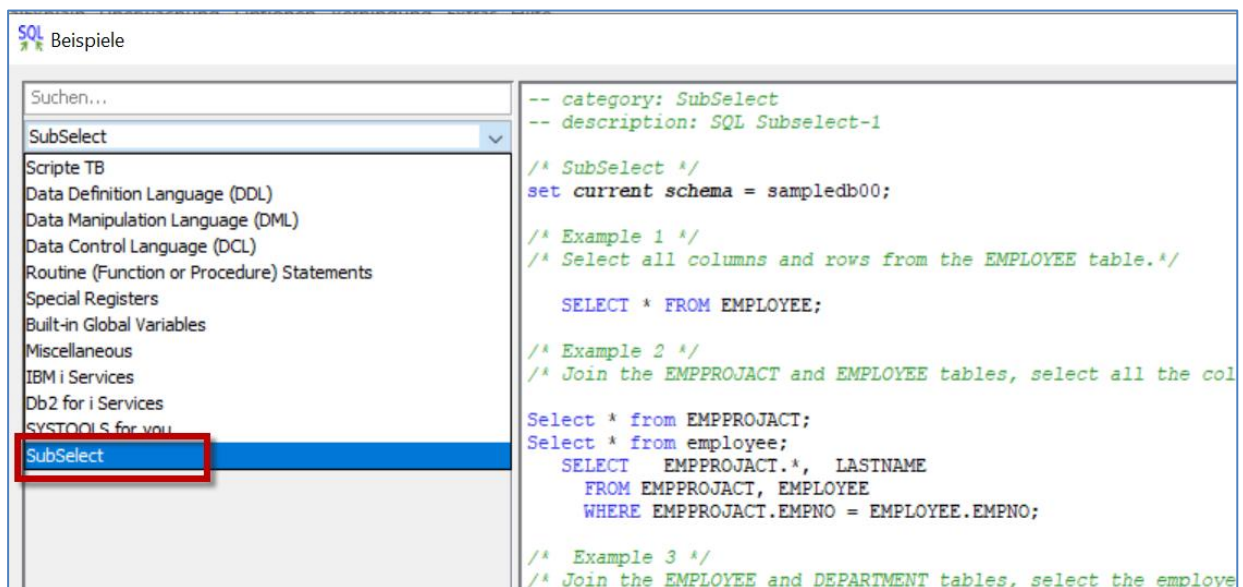 SQL Beispiele
Suchen...
SubSelect
Scripte TB
Data Definition Language (DDL)
Data Manipulation Language (DML)
Data Control Language (DCL)
Routine (Function or Procedure) Statements
Special Registers
Built-in Global Variables
Miscellaneous
IBM i Services
Db2 for i Services
SYSTOOLS for you
SubSelect
-- category: SubSelect
-- description: SQL Subselect-1
/* SubSelect */
set current schema = sampledb00;
/* Example 1 */
/* Select all columns and rows from the EMPLOYEE table.*/
SELECT * FROM EMPLOYEE;
/* Example 2 */
/* Join the EMPPROJACT and EMPLOYEE tables, select all the col
Select * from EMPPROJACT;
Select * from employee;
SELECT EMPPROJACT.*, LASTNAME
FROM EMPPROJACT, EMPLOYEE
WHERE EMPPROJACT.EMPNO = EMPLOYEE.EMPNO;
/* Example 3 */
/* Join the EMPLOYEE and DEPARTMENT tables, select the employe